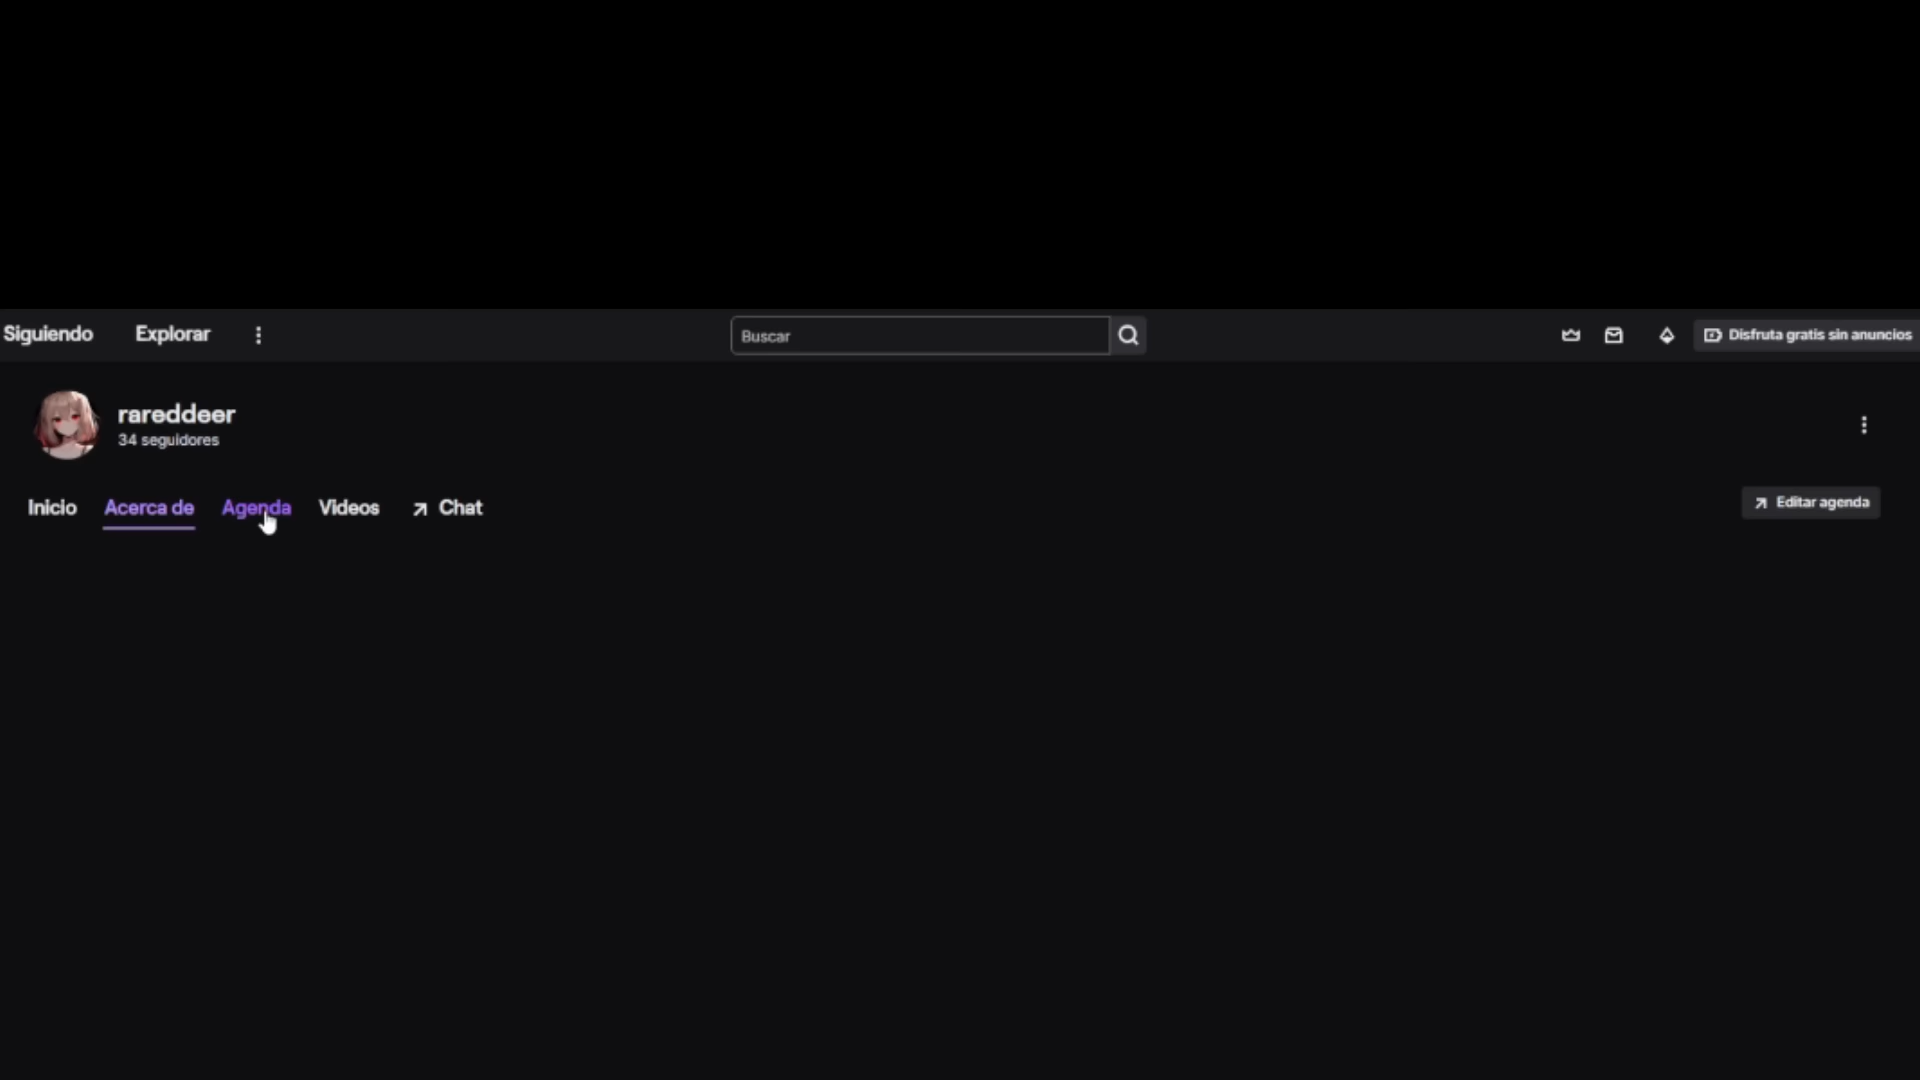 Siguiendo Explorar Buscar Disfruta gratis sin anuncios
rareddeer
34 seguidores
Inicio Acerca de Agenda Videos Chat Editar agenda